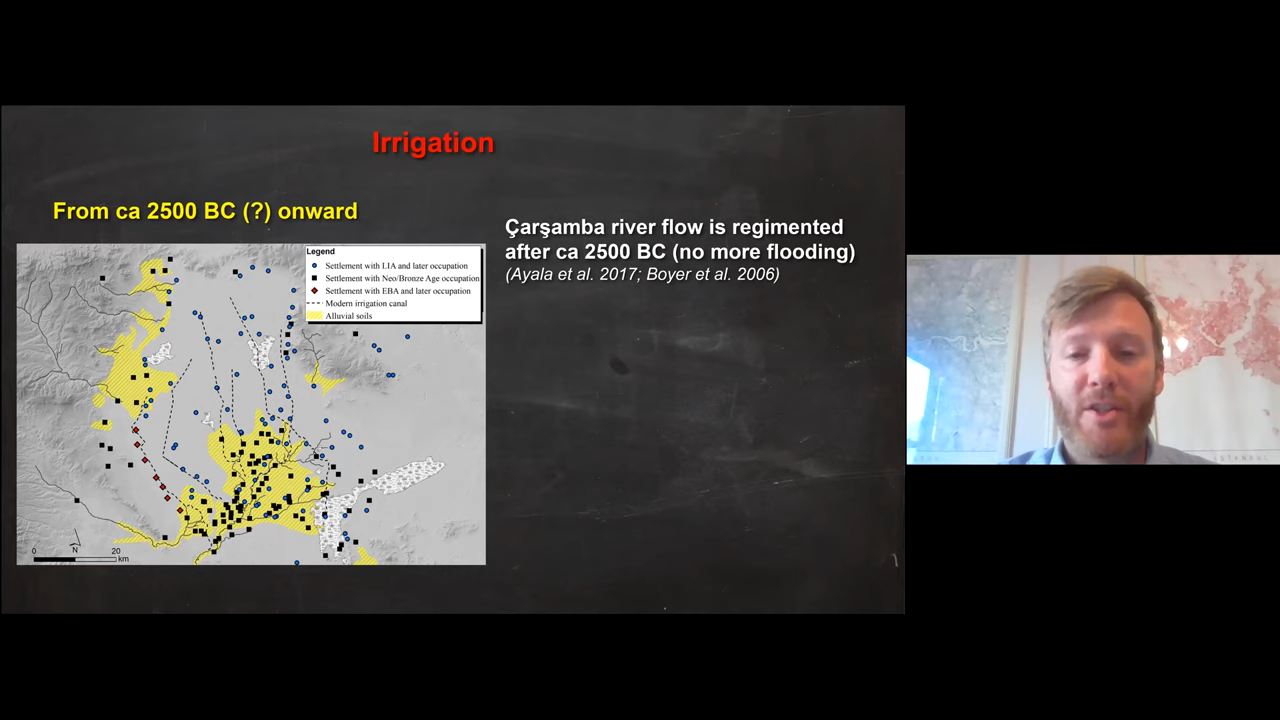 Irrigation
From ca 2500 BC (?) onward
Çarşamba river flow is regimented
after ca 2500 BC (no more flooding)
(Ayala et al. 2017; Boyer et al. 2006)
Legend
Settlement with LIA and later occupation
Settlement with Neo/Bronze Age occupation
Settlement with EBA and later occupation
Modern irrigation canal
Alluvial soils
N
0 20
km